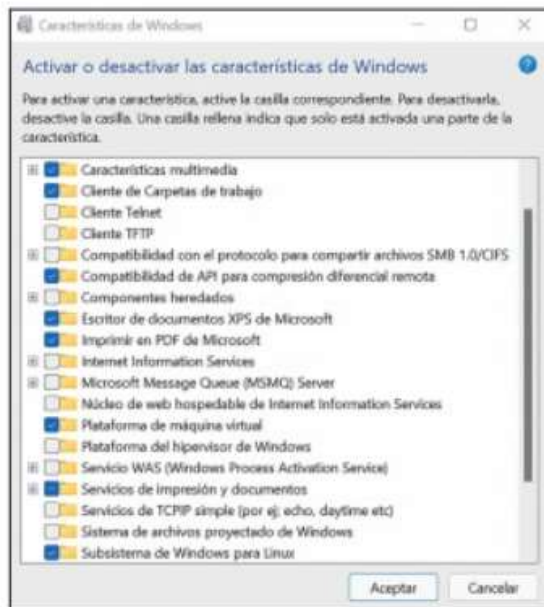 Características de Windows
Activar o desactivar las características de Windows
Para activar una característica, active la casilla correspondiente. Para desactivarla,
desactive la casilla. Una casilla rellena indica que solo está activada una parte de la
característica.
Características multimedia
Cliente de Carpetas de trabajo
Cliente Telnet
Cliente TFTP
Compatibilidad con el protocolo para compartir archivos SMB 1.0/CIFS
Compatibilidad de API para compresión diferencial remota
Componentes heredados
Escritor de documentos XPS de Microsoft
Imprimir en PDF de Microsoft
Internet Information Services
Microsoft Message Queue (MSMQ) Server
Núcleo de web hospedable de Internet Information Services
Plataforma de máquina virtual
Plataforma del hipervisor de Windows
Servicio WAS (Windows Process Activation Service)
Servicios de impresión y documentos
Servicios de TCPIP simple (por ej: echo, daytime etc)
Sistema de archivos proyectado de Windows
Subsistema de Windows para Linux
Aceptar Cancelar